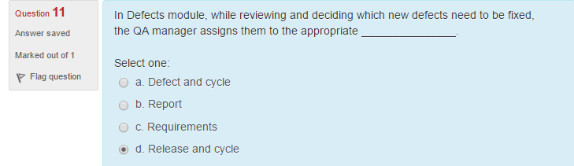 Question 11
Answer saved
Marked out of 1
Flag question
In Defects module, while reviewing and deciding which new defects need to be fixed,
the QA manager assigns them to the appropriate _______________.
Select one:
a. Defect and cycle
b. Report
c. Requirements
d. Release and cycle